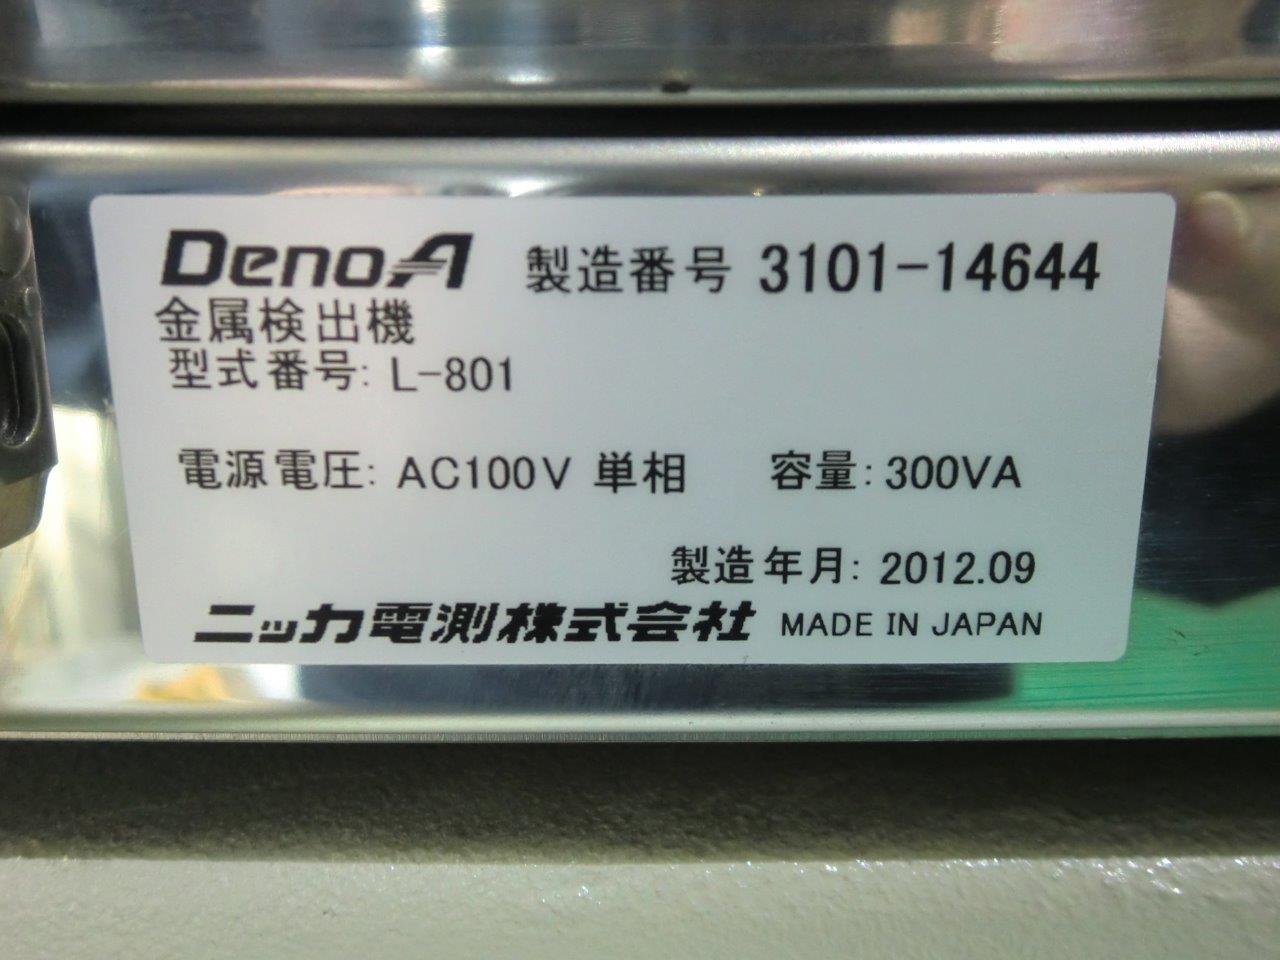 DenoA 製造番号 3101-14644
金属検出機
型式番号: L-801
電源電圧: AC100V 単相 容量: 300VA
製造年月: 2012.09
ニッカ電測株式会社 MADE IN JAPAN